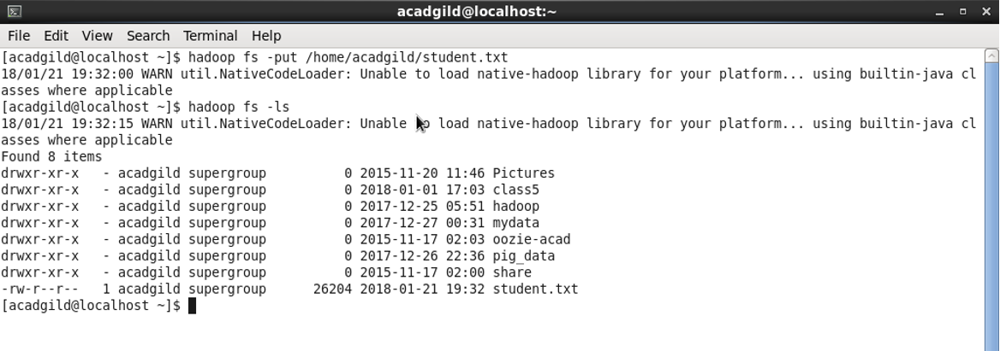 acadgild@localhost:~
File Edit View Search Terminal Help
[acadgild@localhost ~]$ hadoop fs -put /home/acadgild/student.txt
18/01/21 19:32:00 WARN util.NativeCodeLoader: Unable to load native-hadoop library for your platform... using builtin-java cl
asses where applicable
[acadgild@localhost ~]$ hadoop fs -ls
18/01/21 19:32:15 WARN util.NativeCodeLoader: Unable to load native-hadoop library for your platform... using builtin-java cl
asses where applicable
Found 8 items
drwxr-xr-x   - acadgild supergroup          0 2015-11-20 11:46 Pictures
drwxr-xr-x   - acadgild supergroup          0 2018-01-01 17:03 class5
drwxr-xr-x   - acadgild supergroup          0 2017-12-25 05:51 hadoop
drwxr-xr-x   - acadgild supergroup          0 2017-12-27 00:31 mydata
drwxr-xr-x   - acadgild supergroup          0 2015-11-17 02:03 oozie-acad
drwxr-xr-x   - acadgild supergroup          0 2017-12-26 22:36 pig_data
drwxr-xr-x   - acadgild supergroup          0 2015-11-17 02:00 share
-rw-r--r--   1 acadgild supergroup      26204 2018-01-21 19:32 student.txt
[acadgild@localhost ~]$